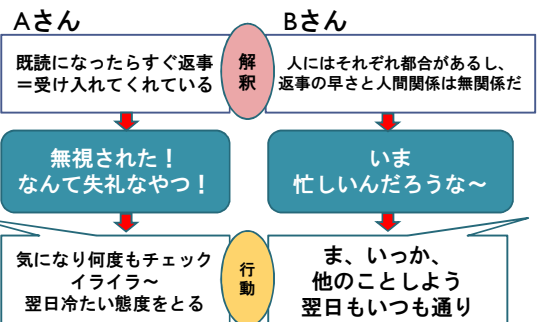 Aさん
Bさん
既読になったらすぐ返事
＝受け入れてくれている
解
釈
人にはそれぞれ都合があるし、
返事の早さと人間関係は無関係だ
無視された！
なんて失礼なやつ！
いま
忙しいんだろうな～
気になり何度もチェック
イライラ～
翌日冷たい態度をとる
行
動
ま、いっか、
他のことしよう
翌日もいつも通り